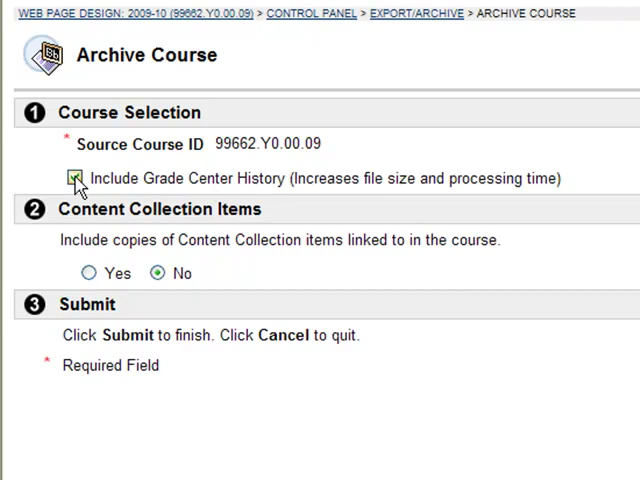 WEB PAGE DESIGN: 2009-10 (99662.Y0.00.09) > CONTROL PANEL > EXPORT/ARCHIVE > ARCHIVE COURSE
Bb
Archive Course
1 Course Selection
* Source Course ID 99662.Y0.00.09
Include Grade Center History (Increases file size and processing time)
2 Content Collection Items
Include copies of Content Collection items linked to in the course.
Yes No
3 Submit
Click Submit to finish. Click Cancel to quit.
* Required Field